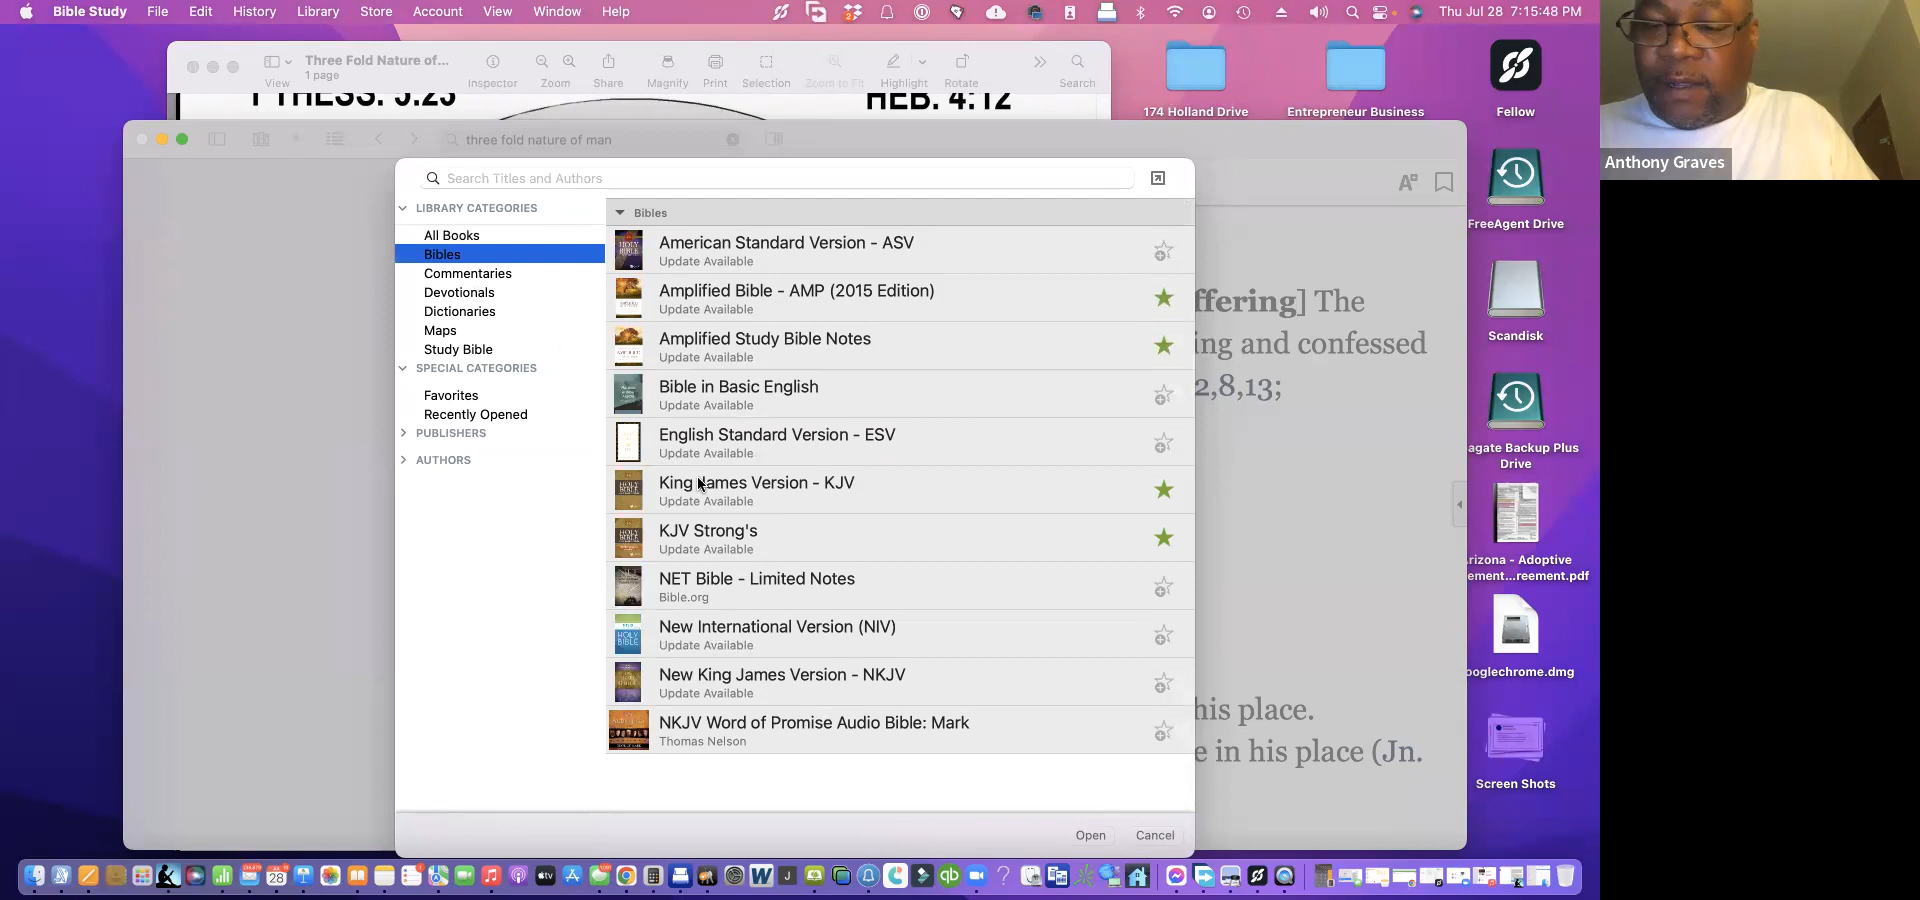 Bible Study File Edit History Library Store Account View Window Help Thu Jul 28 7:15:48 PM
Three Fold Nature of...
1 page
View Inspector Zoom Share Magnify Print Selection Zoom to Fit Highlight Rotate Search
1 THESS. 5:23 HEB. 4:12
174 Holland Drive
Entrepreneur Business
Fellow
Anthony Graves
three fold nature of man
Search Titles and Authors
LIBRARY CATEGORIES
All Books
Bibles
Commentaries
Devotionals
Dictionaries
Maps
Study Bible
SPECIAL CATEGORIES
Favorites
Recently Opened
PUBLISHERS
AUTHORS
Bibles
American Standard Version - ASV
Update Available
Amplified Bible - AMP (2015 Edition)
Update Available
Amplified Study Bible Notes
Update Available
Bible in Basic English
Update Available
English Standard Version - ESV
Update Available
King James Version - KJV
Update Available
KJV Strong's
Update Available
NET Bible - Limited Notes
Bible.org
New International Version (NIV)
Update Available
New King James Version - NKJV
Update Available
NKJV Word of Promise Audio Bible: Mark
Thomas Nelson
Open Cancel
ffering] The
ing and confessed
2,8,13;
his place.
e in his place (Jn.
FreeAgent Drive
Scandisk
agate Backup Plus
Drive
rizona - Adoptive
ement...reement.pdf
ooglechrome.dmg
Screen Shots